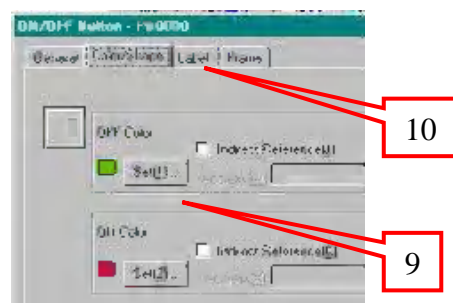 ON/OFF Button - PB0000
General Color/Shape Label Frame
10
OFF Color
Indirect Reference(I)
Set(1)...
ON Color
Indirect Reference(E)
Set(2)...
9